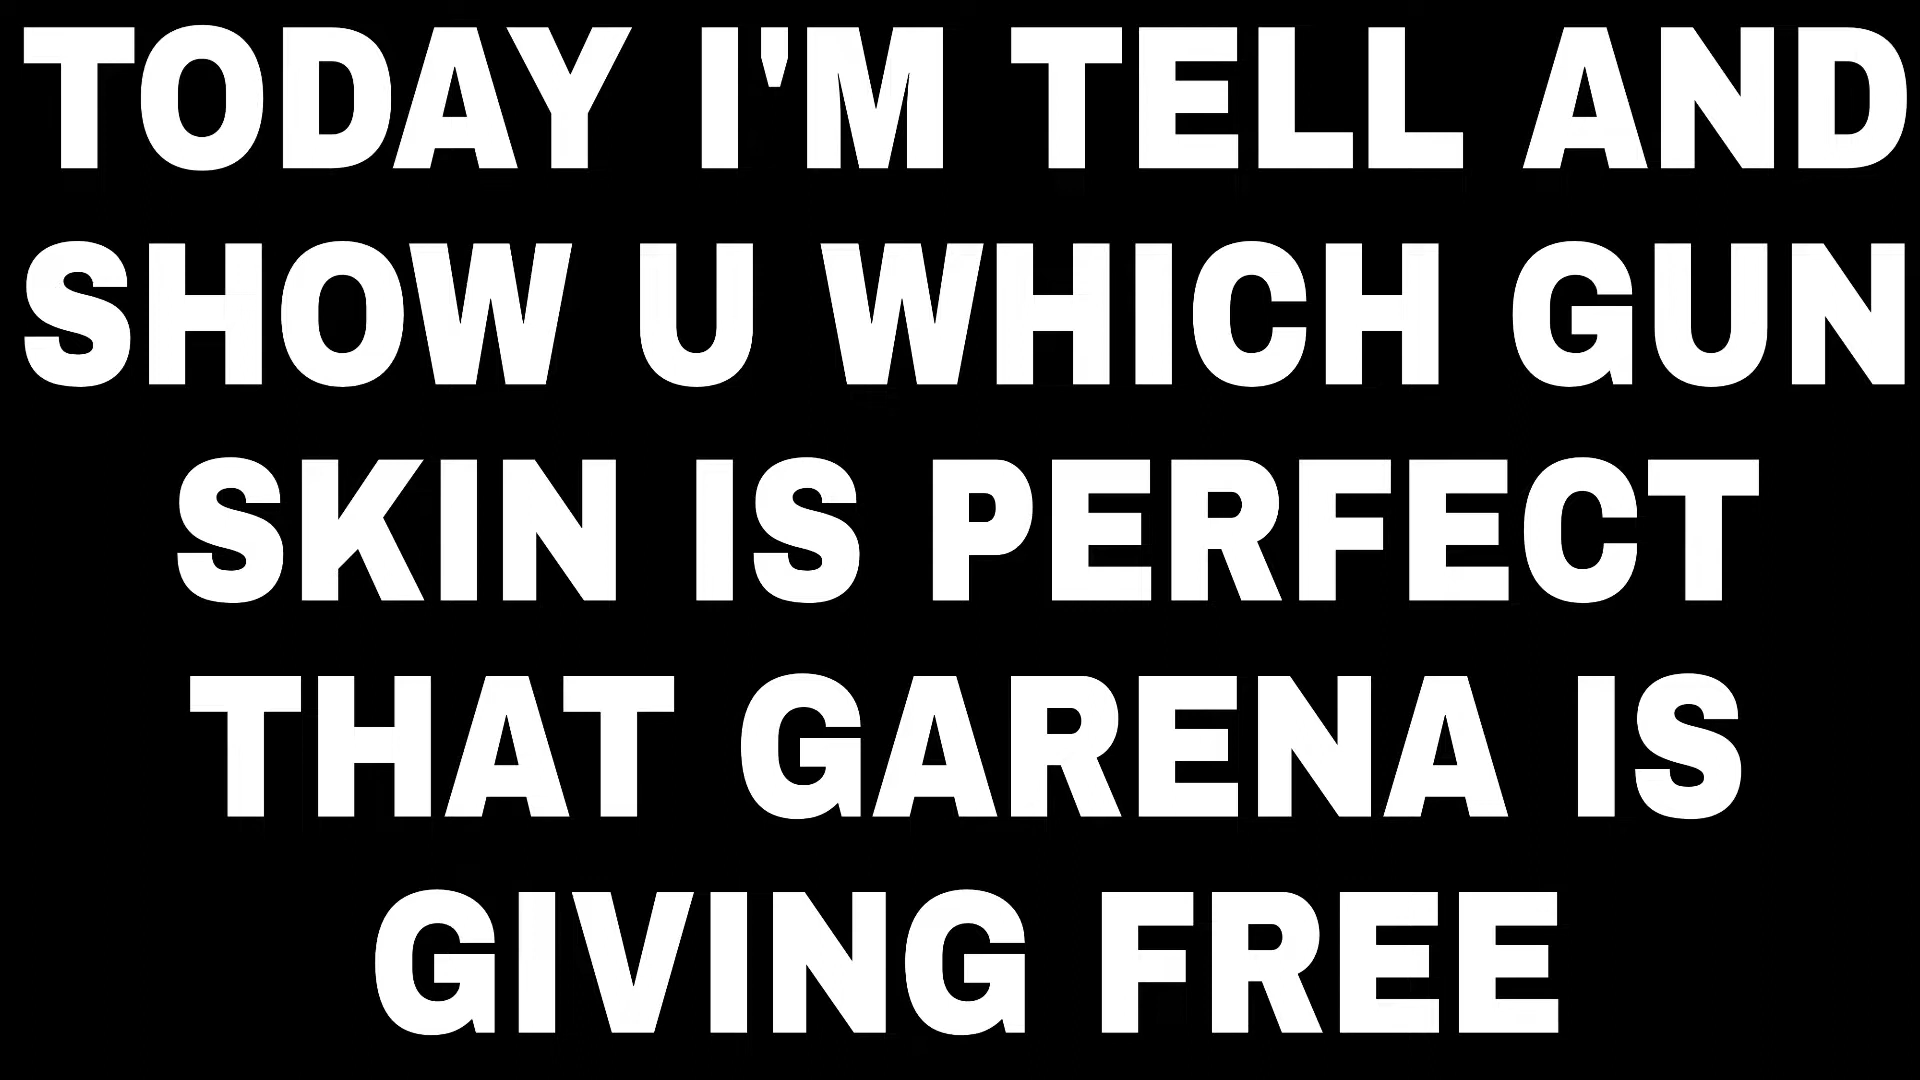 TODAY I'M TELL AND
SHOW U WHICH GUN
SKIN IS PERFECT
THAT GARENA IS
GIVING FREE